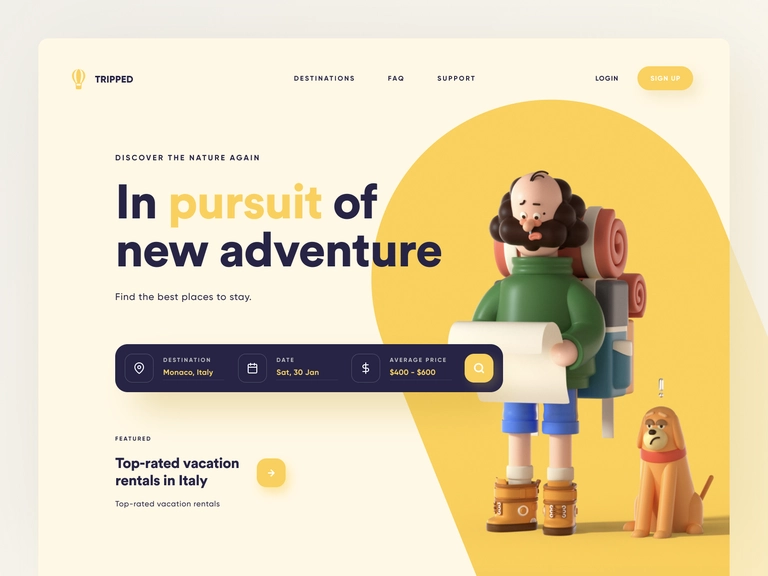 TRIPPED
DESTINATIONS FAQ SUPPORT
LOGIN SIGN UP
DISCOVER THE NATURE AGAIN
In pursuit of
new adventure
Find the best places to stay.
DESTINATION
Monaco, Italy
DATE
Sat, 30 Jan
AVERAGE PRICE
$400 - $600
FEATURED
Top-rated vacation
rentals in Italy
Top-rated vacation rentals